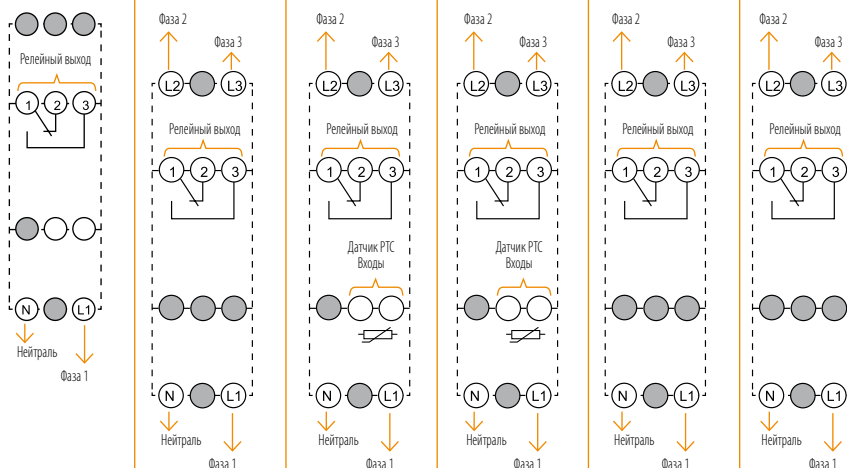 Релейный выход
1 2 3
N L1
Нейтраль
Фаза 1
Фаза 2
Фаза 3
L2 L3
Релейный выход
1 2 3
N L1
Нейтраль
Фаза 1
Фаза 2
Фаза 3
L2 L3
Релейный выход
1 2 3
Датчик PTC
Входы
N L1
Нейтраль
Фаза 1
Фаза 2
Фаза 3
L2 L3
Релейный выход
1 2 3
Датчик PTC
Входы
N L1
Нейтраль
Фаза 1
Фаза 2
Фаза 3
L2 L3
Релейный выход
1 2 3
N L1
Нейтраль
Фаза 1
Фаза 2
Фаза 3
L2 L3
Релейный выход
1 2 3
N L1
Нейтраль
Фаза 1